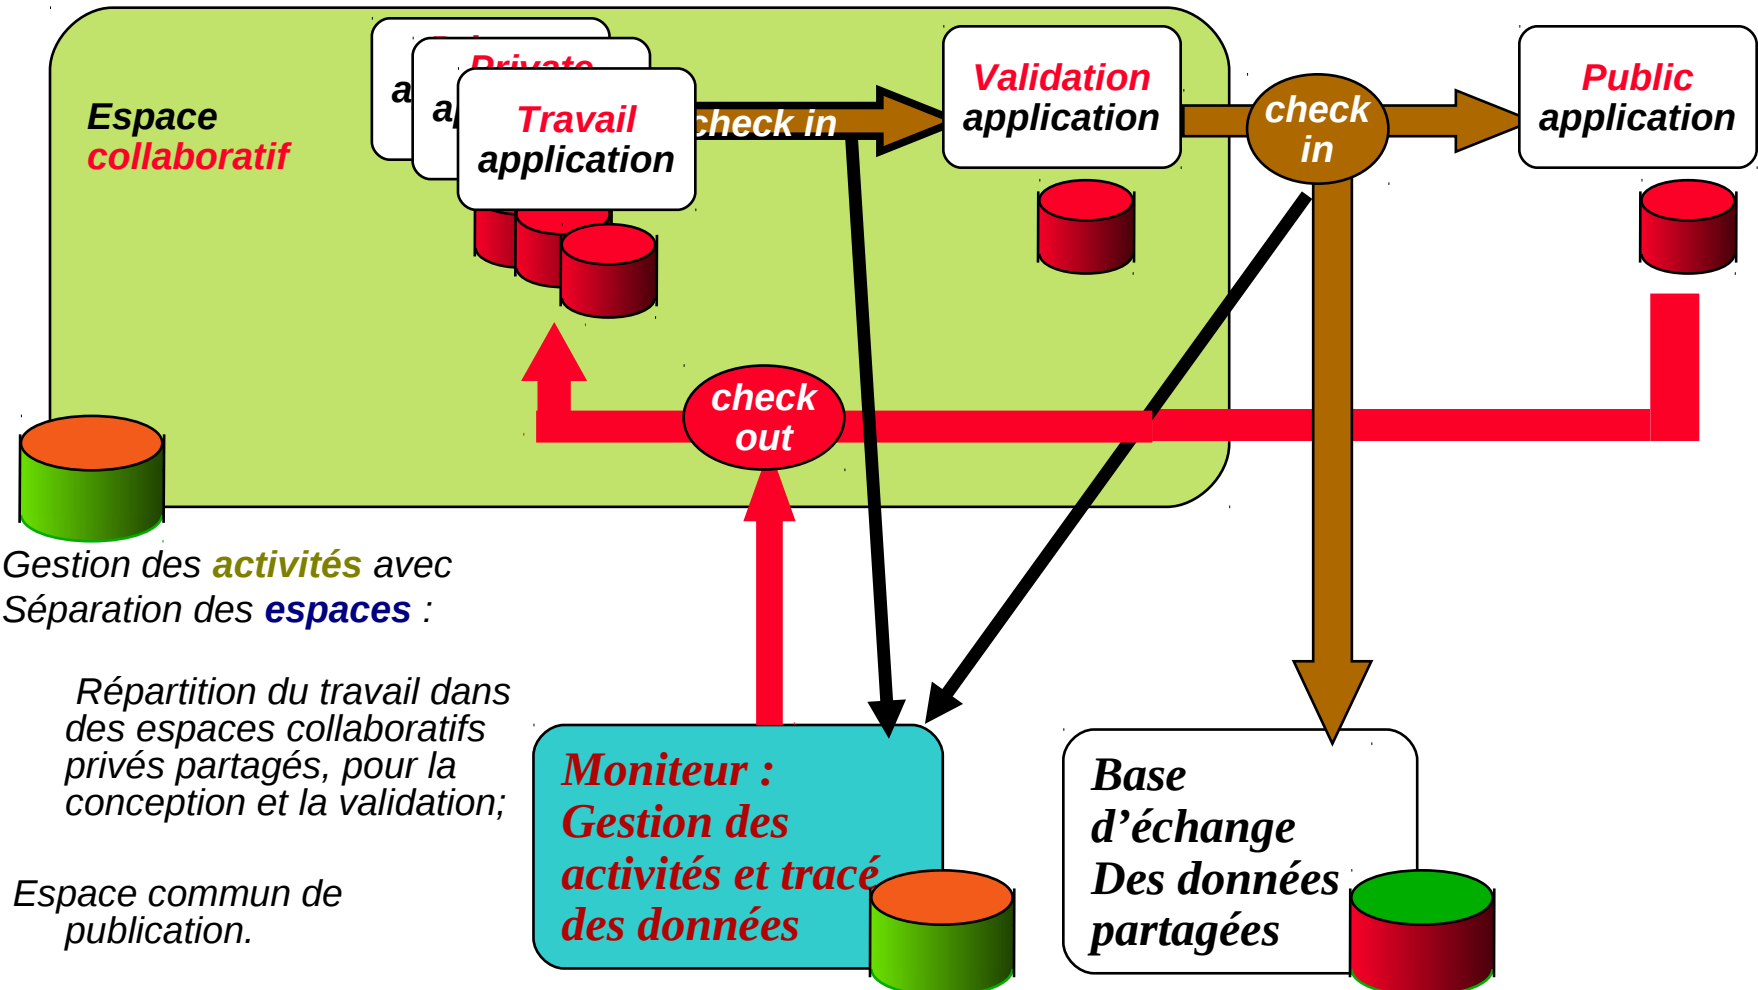 Espace
collaboratif
Private
Travail
application
check in
Validation
application
check
in
Public
application
check
out
Gestion des activités avec
Séparation des espaces :
Répartition du travail dans
des espaces collaboratifs
privés partagés, pour la
conception et la validation;
Espace commun de
publication.
Moniteur :
Gestion des
activités et tracé
des données
Base
d’échange
Des données
partagées